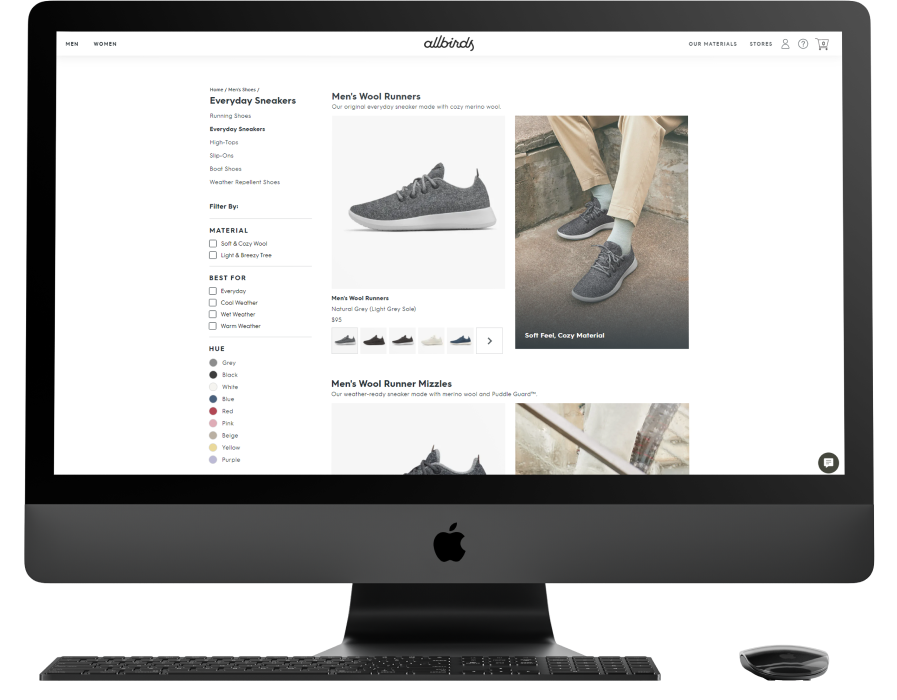 MEN WOMEN allbirds OUR MATERIALS STORES ? 0
Home / Men's Shoes /
Everyday Sneakers
Running Shoes
Everyday Sneakers
High-Tops
Slip-Ons
Boat Shoes
Weather Repellent Shoes
Filter By:
MATERIAL
Soft & Cozy Wool
Light & Breezy Tree
BEST FOR
Everyday
Cool Weather
Wet Weather
Warm Weather
HUE
Grey
Black
White
Blue
Red
Pink
Beige
Yellow
Purple
Men's Wool Runners
Our original everyday sneaker made with cozy merino wool.
Men's Wool Runners
Natural Grey (Light Grey Sole)
$95
Soft Feel, Cozy Material
Men's Wool Runner Mizzles
Our weather-ready sneaker made with merino wool and Puddle Guard™.